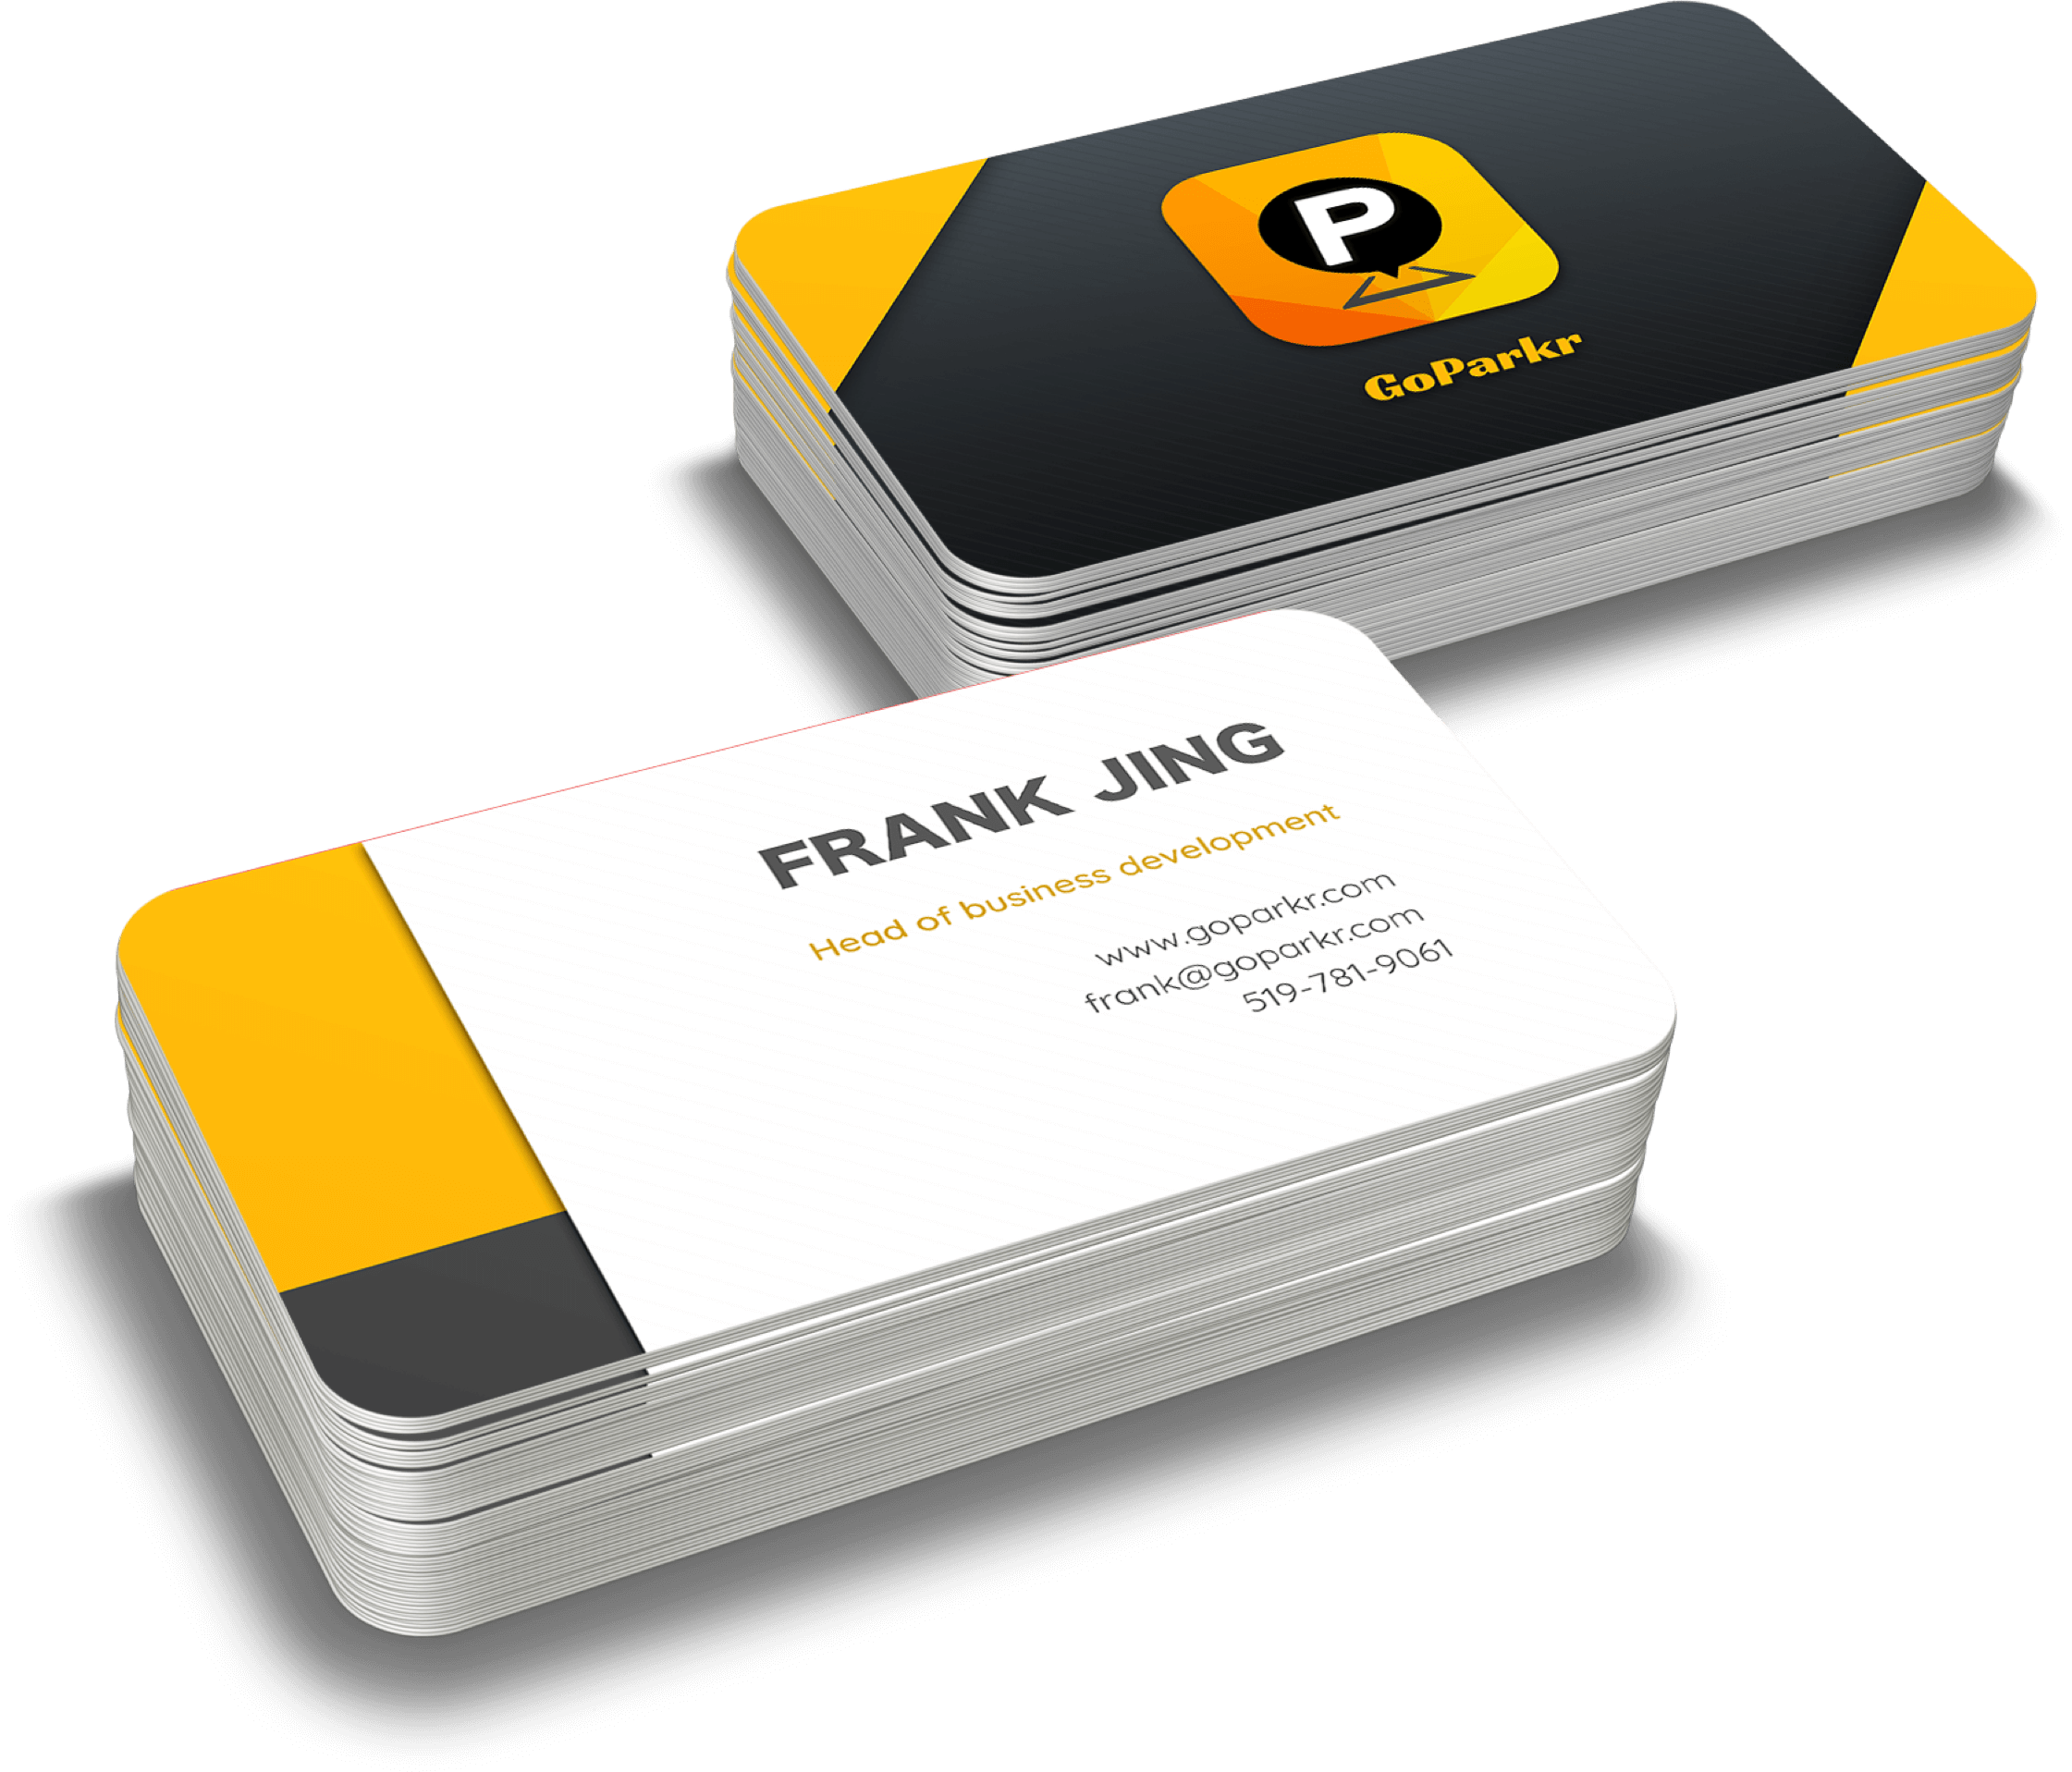 P
GoParkr
FRANK JING
Head of business development
www.goparkr.com
frank@goparkr.com
519-781-9061